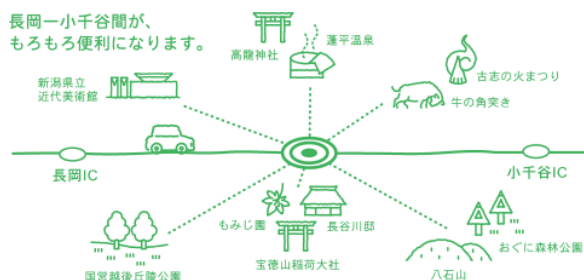 長岡ー小千谷間が、
もろもろ便利になります。
高龍神社
蓬平温泉
新潟県立
近代美術館
古志の火まつり
牛の角突き
長岡IC
小千谷IC
もみじ園
長谷川邸
宝徳山稲荷大社
国営越後丘陵公園
おぐに森林公園
八石山